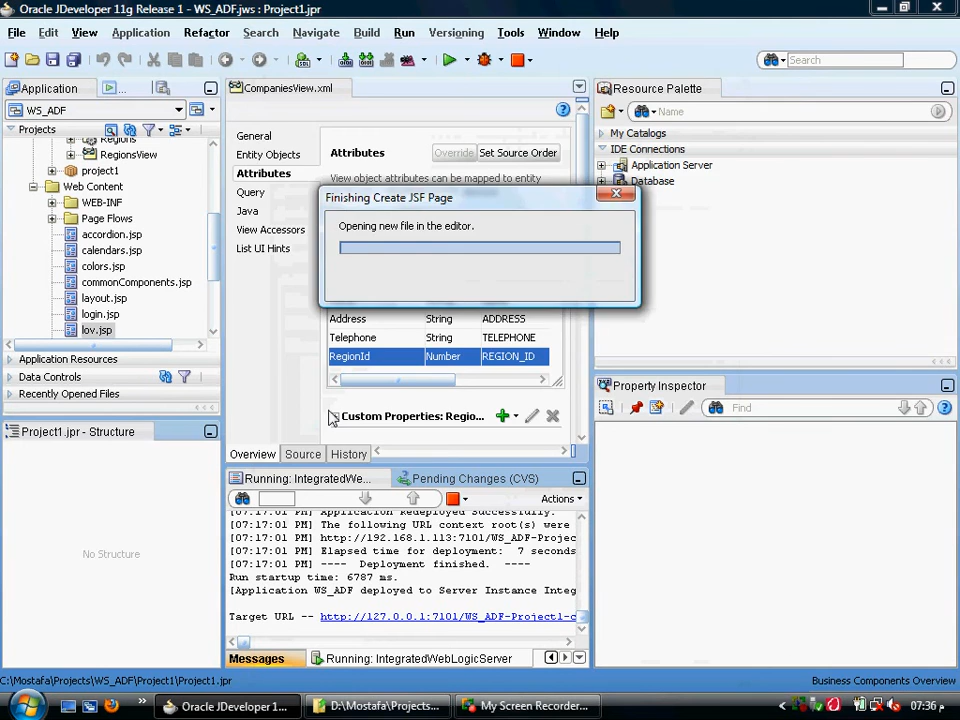 Oracle JDeveloper 11g Release 1 - WS_ADF.jws : Project1.jpr
File Edit View Application Refactor Search Navigate Build Run Versioning Tools Window Help
Search
Application
WS_ADF
Projects
Regions
RegionsView
project1
Web Content
WEB-INF
Page Flows
accordion.jsp
calendars.jsp
colors.jsp
commonComponents.jsp
layout.jsp
login.jsp
lov.jsp
Application Resources
Data Controls
Recently Opened Files
Project1.jpr - Structure
No Structure
CompaniesView.xml
General
Entity Objects
Attributes
Query
Java
View Accessors
List UI Hints
Attributes
Override Set Source Order
View object attributes can be mapped to entity
Finishing Create JSF Page
Opening new file in the editor.
Address String ADDRESS
Telephone String TELEPHONE
RegionId Number REGION_ID
Custom Properties: Regio...
Overview Source History
Running: IntegratedWe...
Pending Changes (CVS)
Actions
[07:17:01 PM] Application Redeployed Successfully.
[07:17:01 PM] The following URL context root(s) were
[07:17:01 PM] http://192.168.1.113:7101/WS_ADF-Projec
[07:17:01 PM] Elapsed time for deployment: 7 seconds
[07:17:01 PM] ---- Deployment finished. ----
Run startup time: 6787 ms.
[Application WS_ADF deployed to Server Instance Integ
Target URL -- http://127.0.0.1:7101/WS_ADF-Project1-c
Messages
Running: IntegratedWebLogicServer
Resource Palette
Name
My Catalogs
IDE Connections
Application Server
Database
Property Inspector
Find
C:\Mostafa\Projects\WS_ADF\Project1\Project1.jpr
Business Components Overview
Oracle JDeveloper 1...
D:\Mostafa\Projects...
My Screen Recorder...
07:36 م